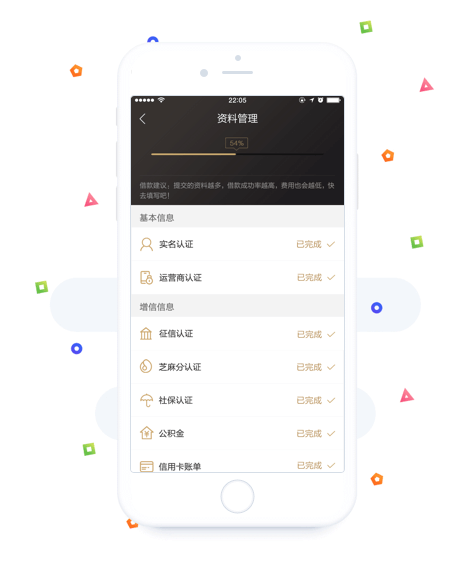 22:05
资料管理
54%
借款建议：提交的资料越多，借款成功率越高，费用也会越低，快
去填写吧！
基本信息
实名认证 已完成
运营商认证 已完成
增信信息
征信认证 已完成
芝麻分认证 已完成
社保认证 已完成
公积金 已完成
信用卡账单 已完成